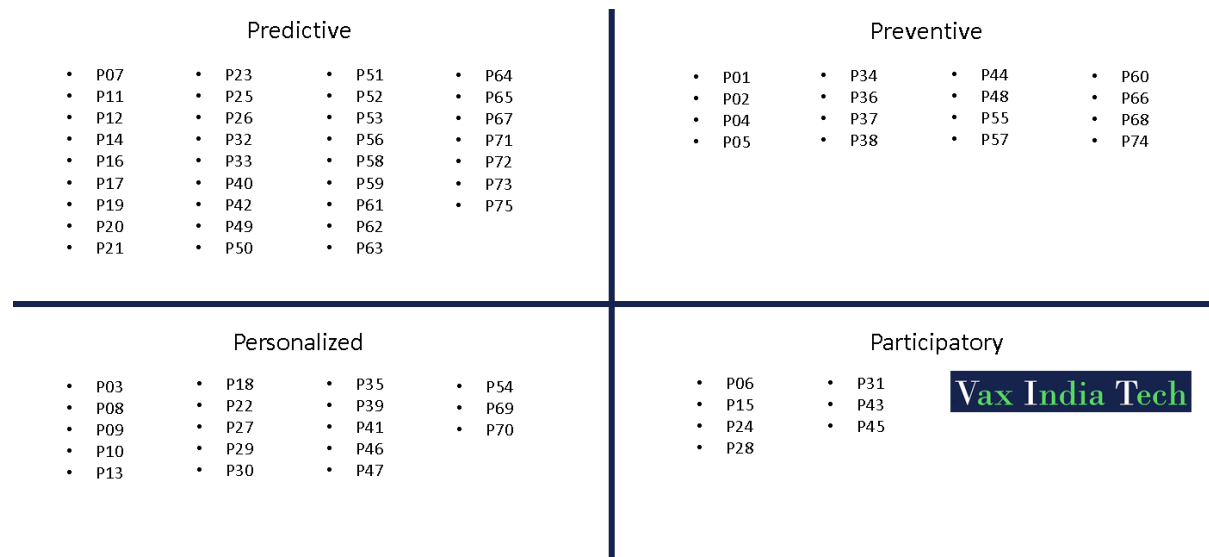 Predictive
• P07
• P11
• P12
• P14
• P16
• P17
• P19
• P20
• P21
• P23
• P25
• P26
• P32
• P33
• P40
• P42
• P49
• P50
• P51
• P52
• P53
• P56
• P58
• P59
• P61
• P62
• P63
• P64
• P65
• P67
• P71
• P72
• P73
• P75
Preventive
• P01
• P02
• P04
• P05
• P34
• P36
• P37
• P38
• P44
• P48
• P55
• P57
• P60
• P66
• P68
• P74
Personalized
• P03
• P08
• P09
• P10
• P13
• P18
• P22
• P27
• P29
• P30
• P35
• P39
• P41
• P46
• P47
• P54
• P69
• P70
Participatory
• P06
• P15
• P24
• P28
• P31
• P43
• P45
Vax India Tech